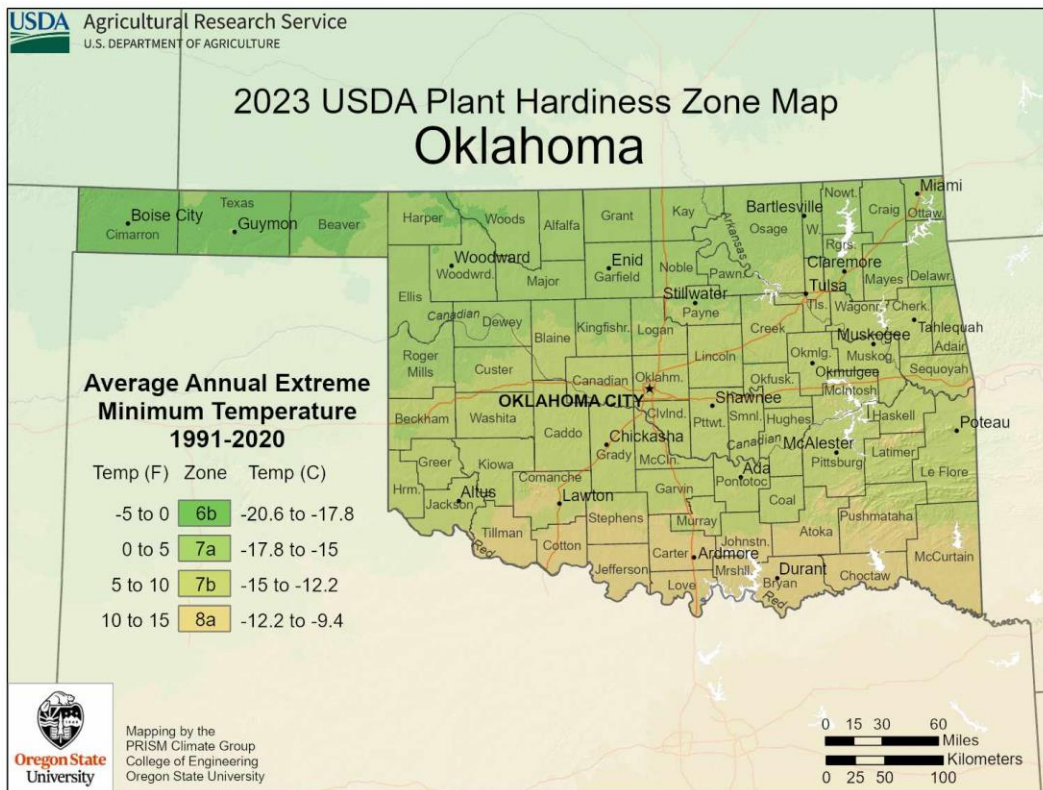 USDA
Agricultural Research Service
U.S. DEPARTMENT OF AGRICULTURE
2023 USDA Plant Hardiness Zone Map
Oklahoma
Boise City
Cimarron
Texas
Guymon
Beaver
Harper
Woods
Alfalfa
Grant
Kay
Arkansas
Bartlesville
Osage
W.
Nowt.
Craig
Miami
Ottaw.
Rgrs.
Claremore
Mayes
Delawr.
Woodward
Woodwrd.
Major
Enid
Garfield
Noble
Pawn.
Tulsa
Tls.
Wagonr.
Cherk.
Tahlequah
Adair
Ellis
Canadian
Dewey
Blaine
Kingfishr.
Logan
Stillwater
Payne
Creek
Muskogee
Muskog.
Sequoyah
Roger
Mills
Custer
Canadian
Oklahm.
Lincoln
Okmlg.
Okmulgee
Okfusk.
McIntosh
OKLAHOMA CITY
Beckham
Washita
Caddo
Chickasha
Grady
Clvlnd.
McCln.
Shawnee
Pttwt.
Smnl.
Hughes
Canadian
Haskell
McAlester
Pittsburg
Latimer
Poteau
Le Flore
Greer
Kiowa
Comanche
Hrm.
Jackson
Altus
Lawton
Tillman
Cotton
Stephens
Garvin
Murray
Ada
Pontotoc
Coal
Atoka
Pushmataha
McCurtain
Jefferson
Carter
Ardmore
Johnstn.
Mrshll.
Love
Durant
Bryan
Choctaw
Red
Red
Average Annual Extreme
Minimum Temperature
1991-2020
Temp (F) Zone Temp (C)
-5 to 0 6b -20.6 to -17.8
0 to 5 7a -17.8 to -15
5 to 10 7b -15 to -12.2
10 to 15 8a -12.2 to -9.4
Oregon State
University
Mapping by the
PRISM Climate Group
College of Engineering
Oregon State University
0 15 30 60
Miles
Kilometers
0 25 50 100